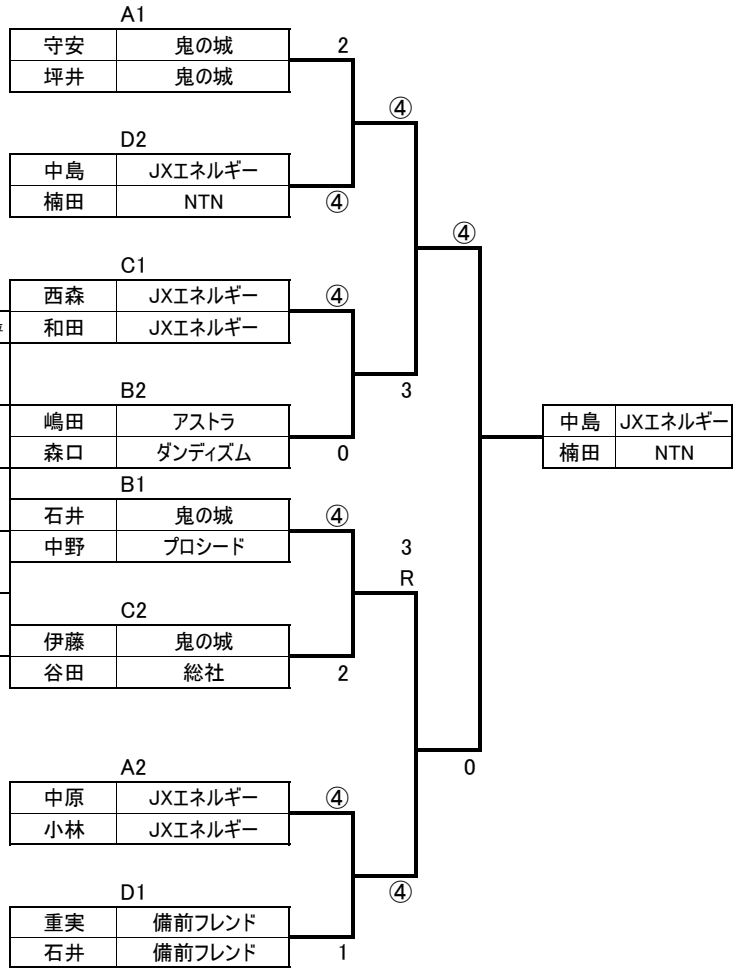 A1
守安 鬼の城 2
坪井 鬼の城
④
D2
中島 JXエネルギー
楠田 NTN ④
④
C1
西森 JXエネルギー ④
和田 JXエネルギー
B2 3
嶋田 アストラ 中島 JXエネルギー
森口 ダンディズム 0 楠田 NTN
B1
石井 鬼の城 ④
中野 プロシード 3
R
C2
伊藤 鬼の城
谷田 総社 2
A2 0
中原 JXエネルギー ④
小林 JXエネルギー
D1 ④
重実 備前フレンド
石井 備前フレンド 1